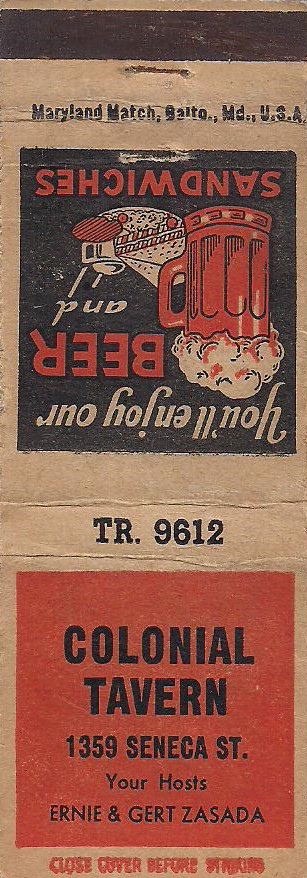 Maryland Match, Balto., Md., U.S.A.
You'll enjoy our
BEER
and
SANDWICHES
TR. 9612
COLONIAL
TAVERN
1359 SENECA ST.
Your Hosts
ERNIE & GERT ZASADA
CLOSE COVER BEFORE STRIKING